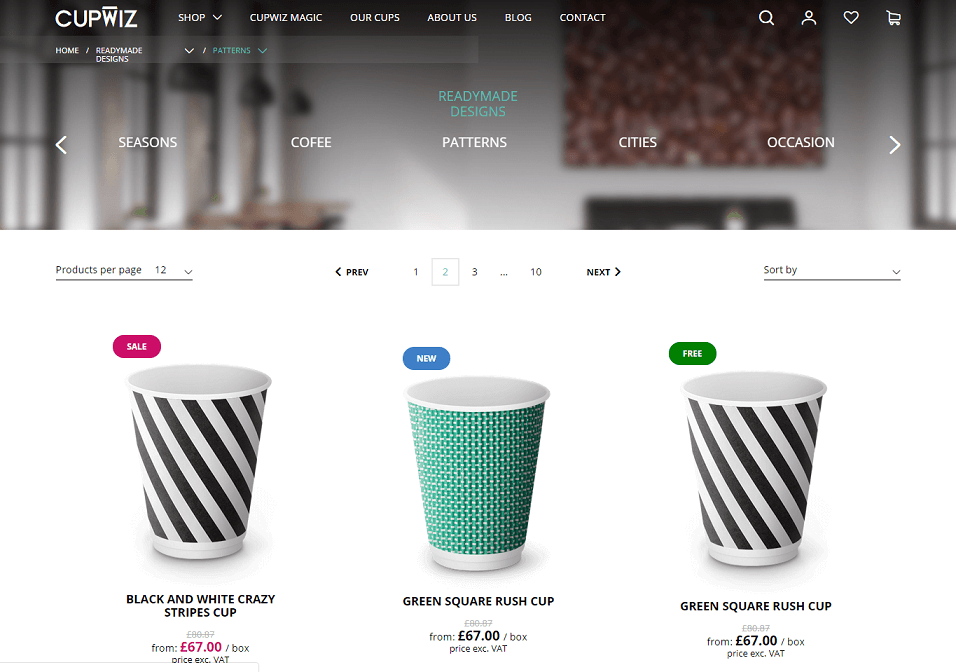 CUPWIZ SHOP CUPWIZ MAGIC OUR CUPS ABOUT US BLOG CONTACT
HOME / READYMADE DESIGNS / PATTERNS
READYMADE
DESIGNS
SEASONS COFEE PATTERNS CITIES OCCASION
Products per page 12 PREV 1 2 3 ... 10 NEXT Sort by
SALE
NEW
FREE
BLACK AND WHITE CRAZY
STRIPES CUP
£80.87
from: £67.00 / box
price exc. VAT
GREEN SQUARE RUSH CUP
£80.87
from: £67.00 / box
price exc. VAT
GREEN SQUARE RUSH CUP
£80.87
from: £67.00 / box
price exc. VAT